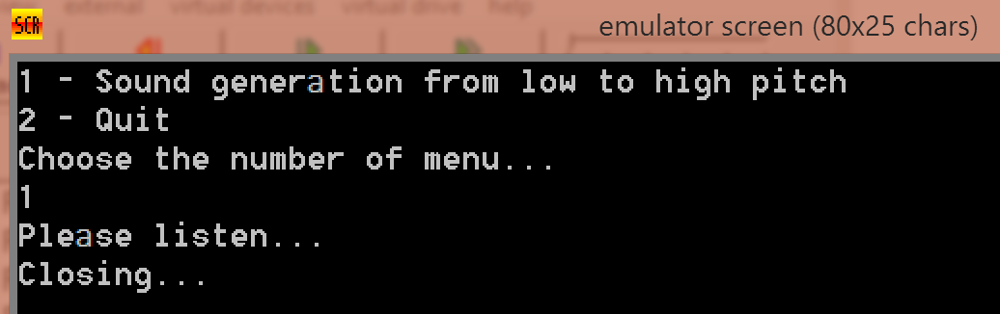 external virtual devices virtual drive help
SCR emulator screen (80x25 chars)
1 - Sound generation from low to high pitch
2 - Quit
Choose the number of menu...
1
Please listen...
Closing...